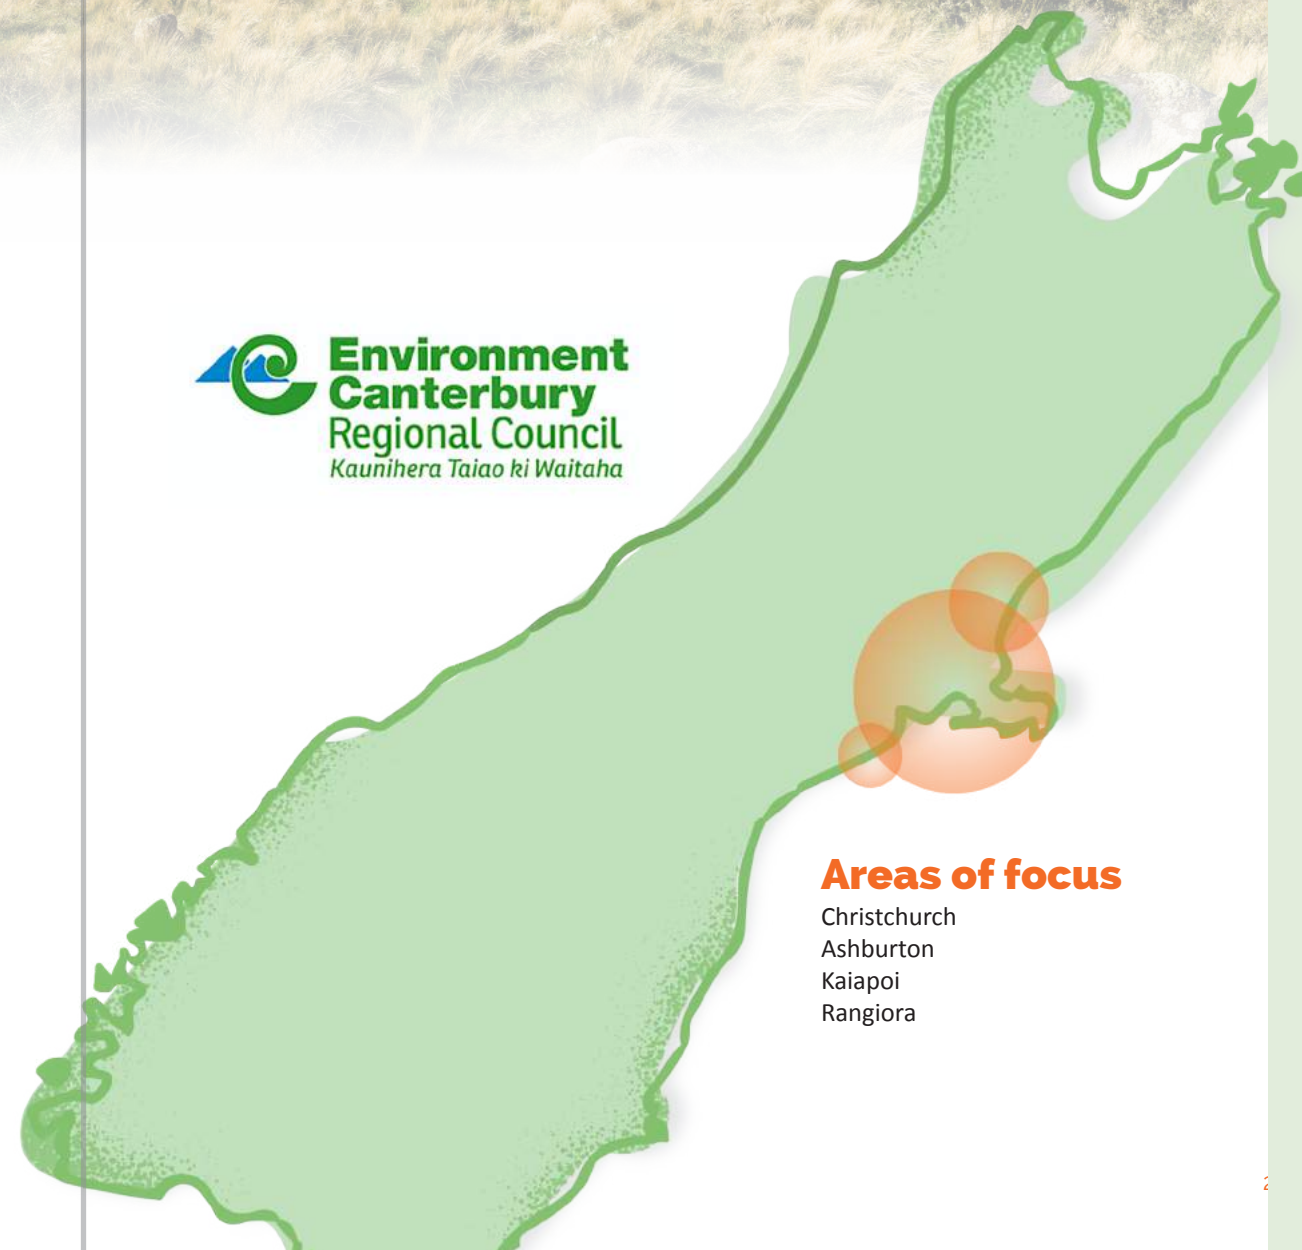 Environment
Canterbury
Regional Council
Kaunihera Taiao ki Waitaha
Areas of focus
Christchurch
Ashburton
Kaiapoi
Rangiora